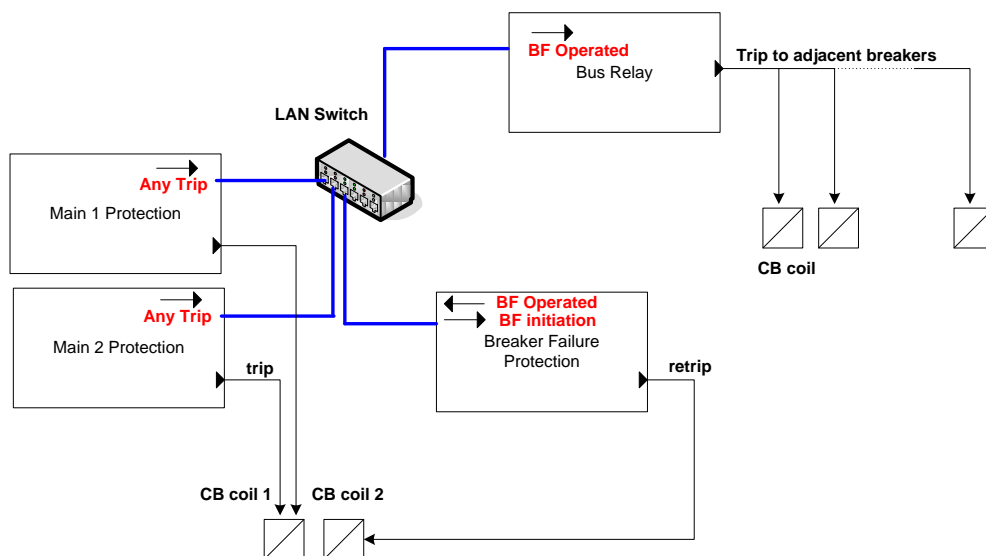 BF Operated
Bus Relay
Trip to adjacent breakers
LAN Switch
Any Trip
Main 1 Protection
CB coil
Any Trip
Main 2 Protection
BF Operated
BF initiation
Breaker Failure
Protection
trip
retrip
CB coil 1
CB coil 2